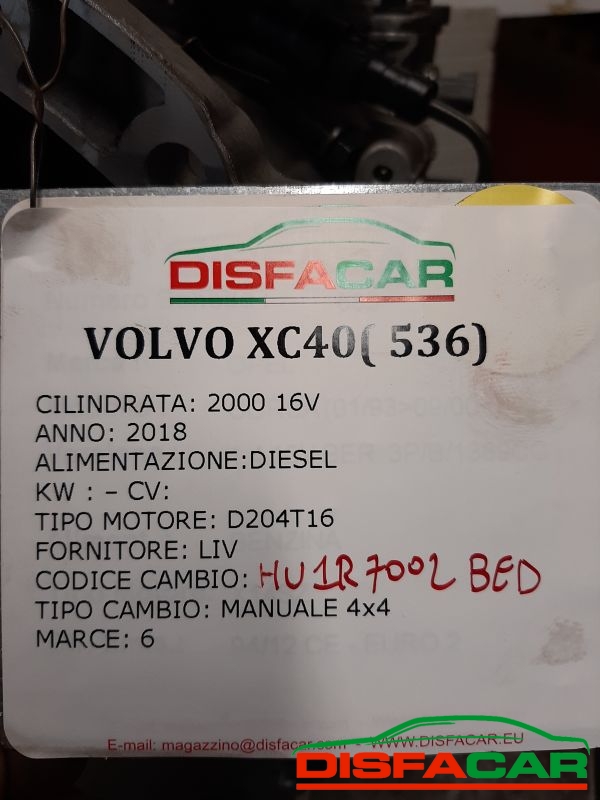 DISFACAR
VOLVO XC40( 536)
CILINDRATA: 2000 16V
ANNO: 2018
ALIMENTAZIONE:DIESEL
KW : – CV:
TIPO MOTORE: D204T16
FORNITORE: LIV
CODICE CAMBIO: HU1R7002 BED
TIPO CAMBIO: MANUALE 4x4
MARCE: 6
E-mail: magazzino@disfacar.com - WWW.DISFACAR.EU
DISFACAR